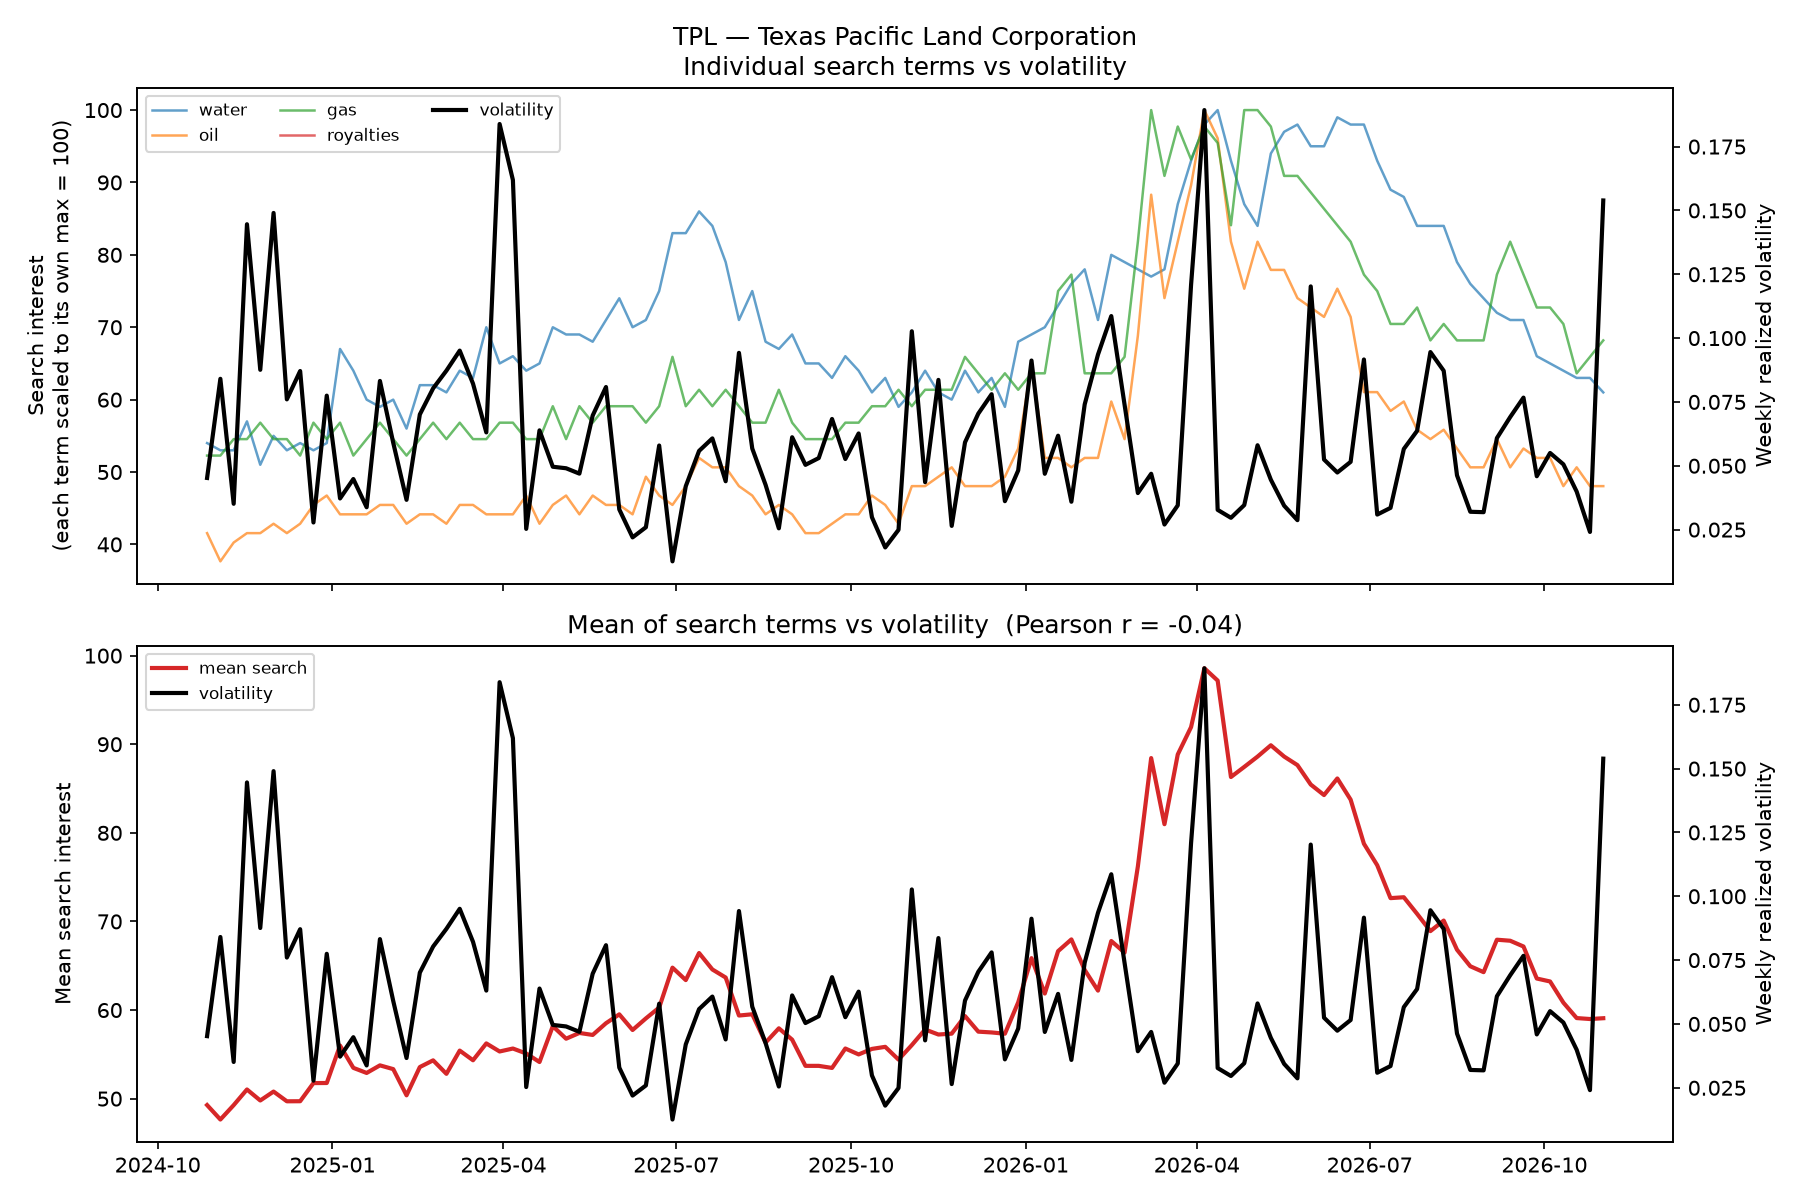 TPL — Texas Pacific Land Corporation
Individual search terms vs volatility
water
oil
gas
royalties
volatility
Search interest
(each term scaled to its own max = 100)
100
90
80
70
60
50
40
0.175
0.150
0.125
0.100
0.075
0.050
0.025
Weekly realized volatility
Mean of search terms vs volatility  (Pearson r = -0.04)
mean search
volatility
Mean search interest
100
90
80
70
60
50
0.175
0.150
0.125
0.100
0.075
0.050
0.025
Weekly realized volatility
2024-10
2025-01
2025-04
2025-07
2025-10
2026-01
2026-04
2026-07
2026-10